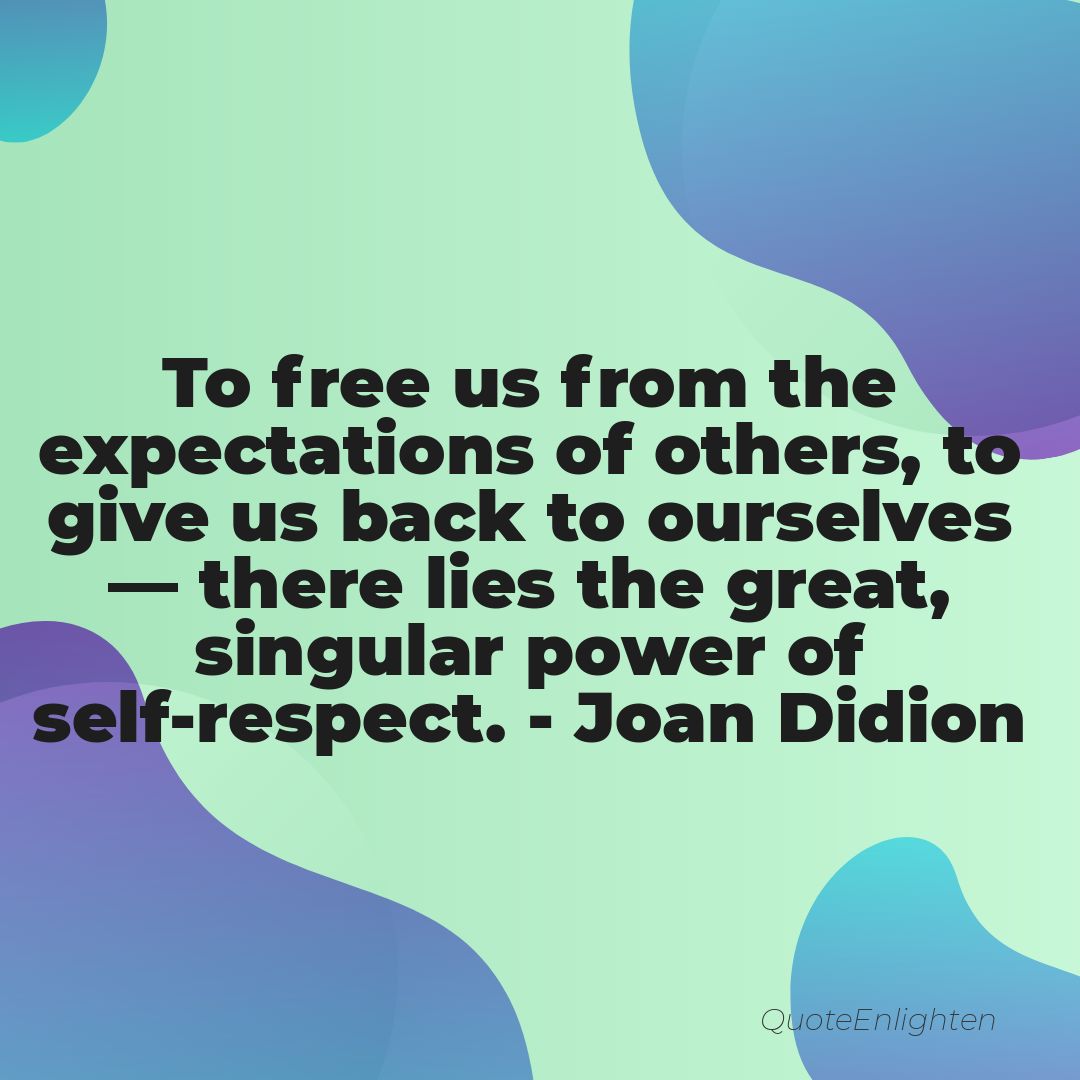 To free us from the
expectations of others, to
give us back to ourselves
— there lies the great,
singular power of
self-respect. - Joan Didion
QuoteEnlighten